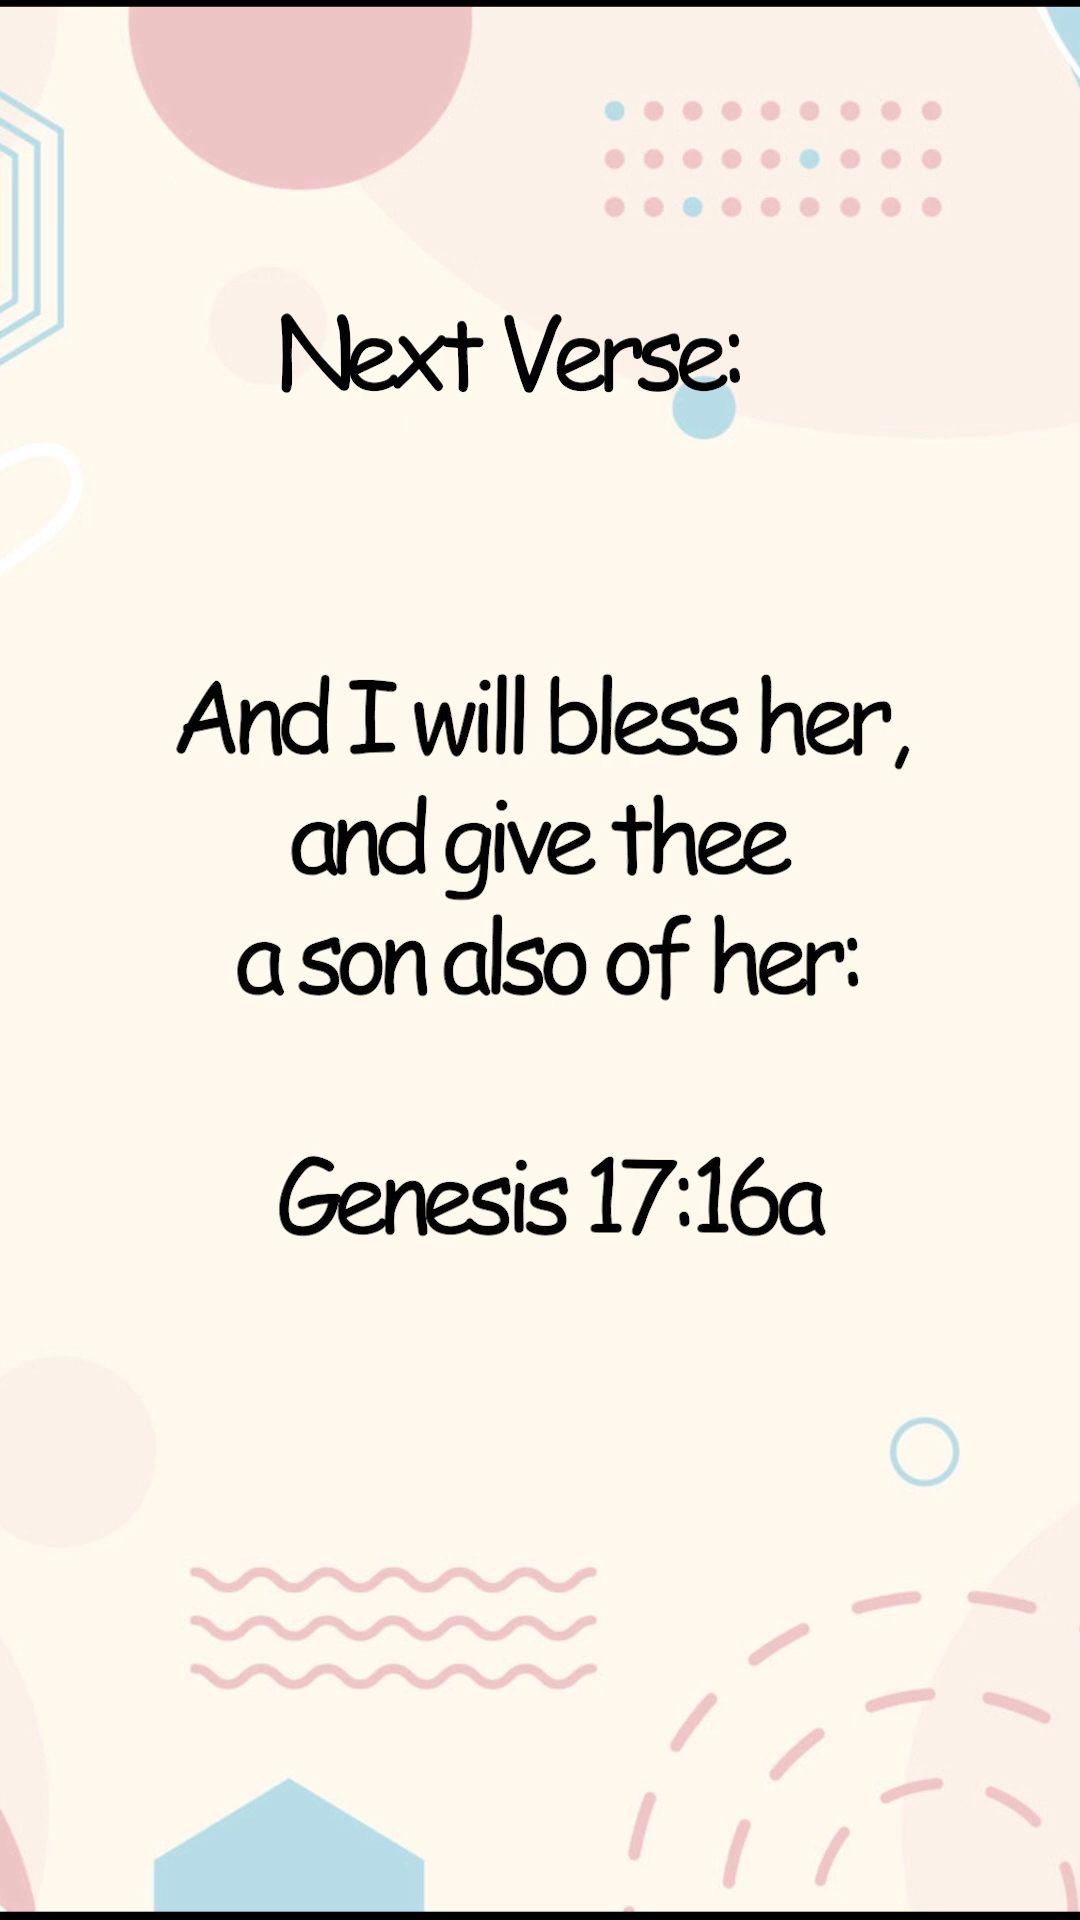 Next Verse:
And I will bless her,
and give thee
a son also of her:
Genesis 17:16a